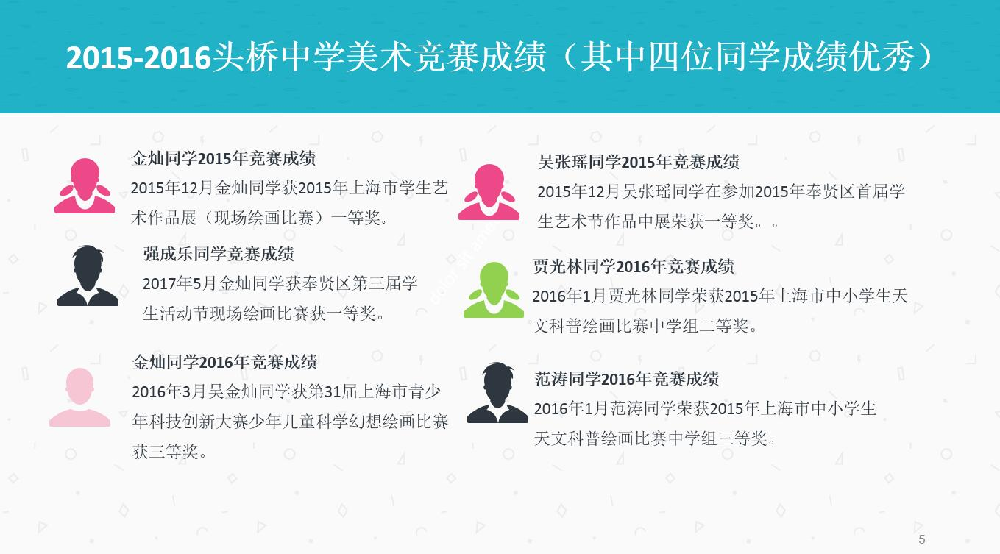 2015-2016头桥中学美术竞赛成绩（其中四位同学成绩优秀）
金灿同学2015年竞赛成绩
2015年12月金灿同学获2015年上海市学生艺
术作品展（现场绘画比赛）一等奖.
强成乐同学竞赛成绩
2017年5月金灿同学获奉贤区第三届学
生活动节现场绘画比赛获一等奖。
金灿同学2016年竞赛成绩
2016年3月吴金灿同学获第31届上海市青少
年科技创新大赛少年儿童科学幻想绘画比赛
获三等奖。
吴张瑶同学2015年竞赛成绩
2015年12月吴张瑶同学在参加2015年奉贤区首届学
生艺术节作品中展荣获一等奖。。
dolor sit amet
贾光林同学2016年竞赛成绩
2016年1月贾光林同学荣获2015年上海市中小学生天
文科普绘画比赛中学组二等奖。
范涛同学2016年竞赛成绩
2016年1月范涛同学荣获2015年上海市中小学生
天文科普绘画比赛中学组三等奖。
5